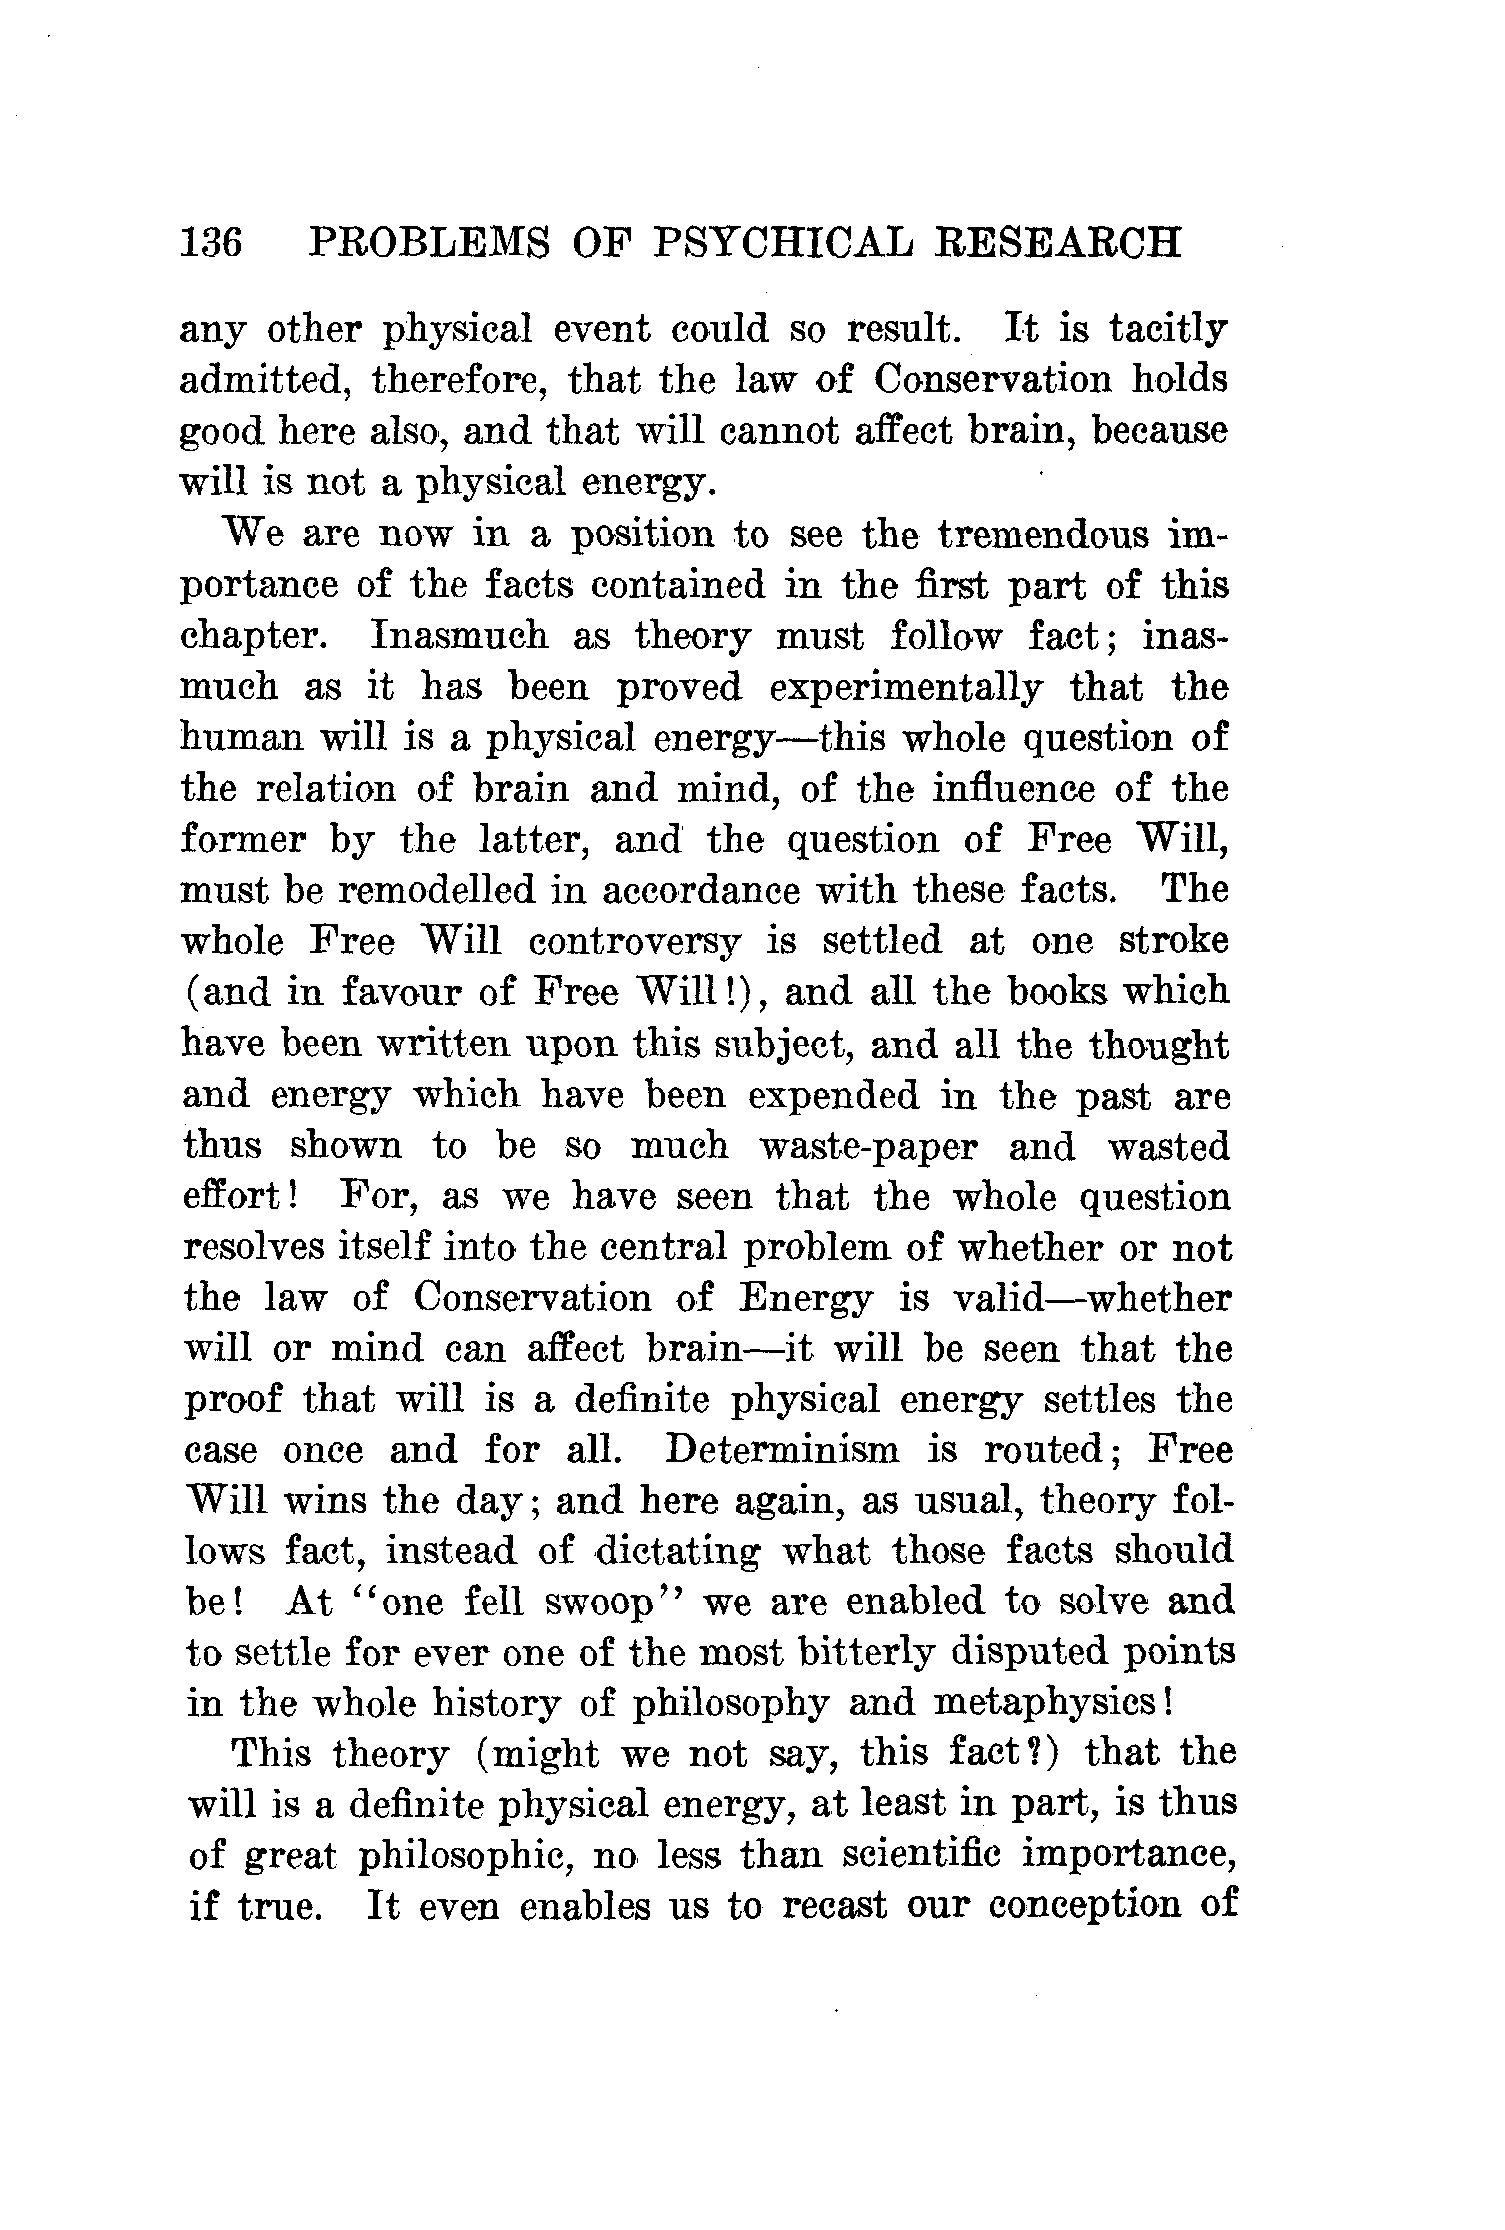 136 PROBLEMS OF PSYCHICAL RESEARCH
any other physical event could so result. It is tacitly
admitted, therefore, that the law of Conservation holds
good here also, and that will cannot affect brain, because
will is not a physical energy.
We are now in a position to see the tremendous im-
portance of the facts contained in the first part of this
chapter. Inasmuch as theory must follow fact; inas-
much as it has been proved experimentally that the
human will is a physical energy—this whole question of
the relation of brain and mind, of the influence of the
former by the latter, and the question of Free Will,
must be remodelled in accordance with these facts. The
whole Free Will controversy is settled at one stroke
(and in favour of Free Will!), and all the books which
have been written upon this subject, and all the thought
and energy which have been expended in the past are
thus shown to be so much waste-paper and wasted
effort! For, as we have seen that the whole question
resolves itself into the central problem of whether or not
the law of Conservation of Energy is valid—whether
will or mind can affect brain—it will be seen that the
proof that will is a definite physical energy settles the
case once and for all. Determinism is routed; Free
Will wins the day; and here again, as usual, theory fol-
lows fact, instead of dictating what those facts should
be! At "one fell swoop" we are enabled to solve and
to settle for ever one of the most bitterly disputed points
in the whole history of philosophy and metaphysics!
This theory (might we not say, this fact?) that the
will is a definite physical energy, at least in part, is thus
of great philosophic, no less than scientific importance,
if true. It even enables us to recast our conception of